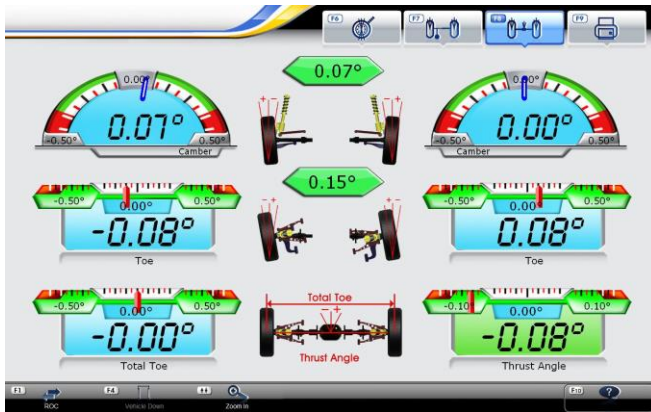 F6
F7
F8
F9
0.00°
0.07°
0.07°
-0.50°
0.50°
Camber
0.00°
0.00°
-0.50°
0.50°
Camber
-0.50°
0.00°
0.50°
-0.08°
Toe
0.15°
-0.50°
0.00°
0.50°
0.08°
Toe
-0.50°
0.00°
0.50°
-0.00°
Total Toe
Total Toe
Thrust Angle
-0.10°
0.00°
0.10°
-0.08°
Thrust Angle
F1
ROC
F4
Vehicle Down
Zoom In
F10
?